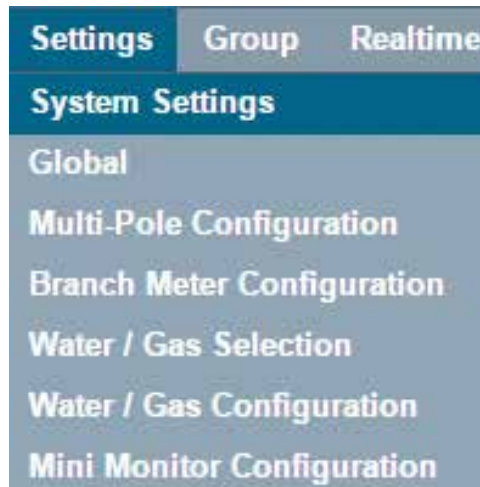 Settings Group Realtime
System Settings
Global
Multi-Pole Configuration
Branch Meter Configuration
Water / Gas Selection
Water / Gas Configuration
Mini Monitor Configuration